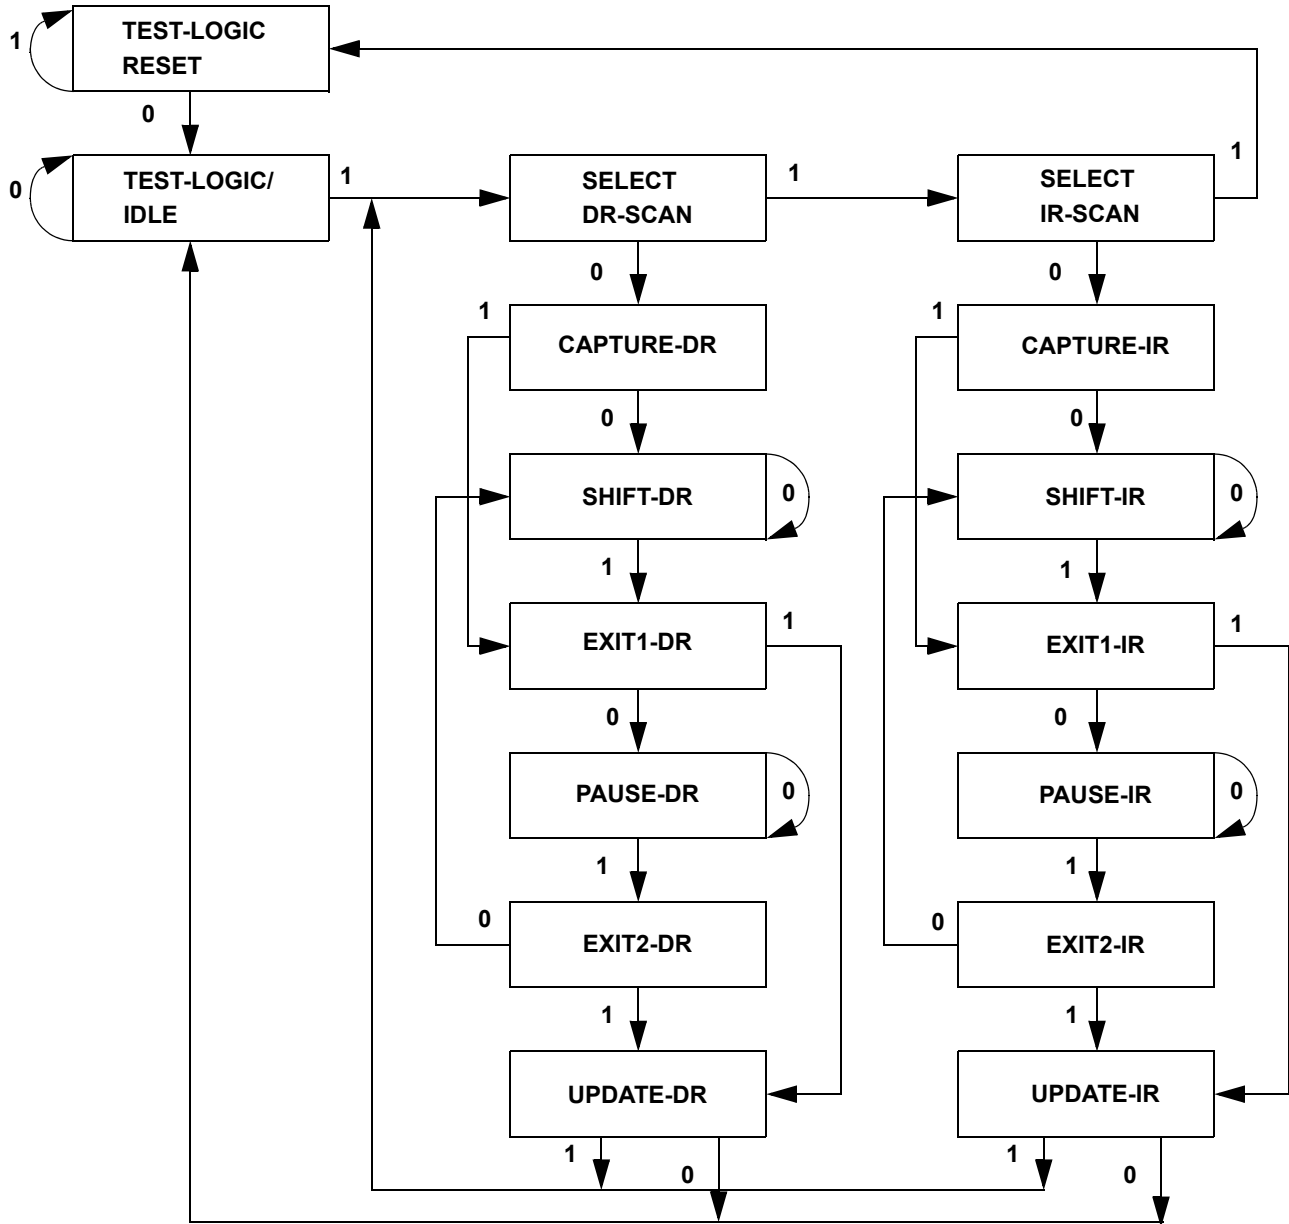 1
TEST-LOGIC
RESET
0
0
TEST-LOGIC/
IDLE
1
SELECT
DR-SCAN
1
SELECT
IR-SCAN
1
0
0
1
CAPTURE-DR
1
CAPTURE-IR
0
0
SHIFT-DR
0
SHIFT-IR
0
1
1
EXIT1-DR
1
EXIT1-IR
1
0
0
PAUSE-DR
0
PAUSE-IR
0
1
1
0
EXIT2-DR
0
EXIT2-IR
1
1
UPDATE-DR
UPDATE-IR
1
0
1
0